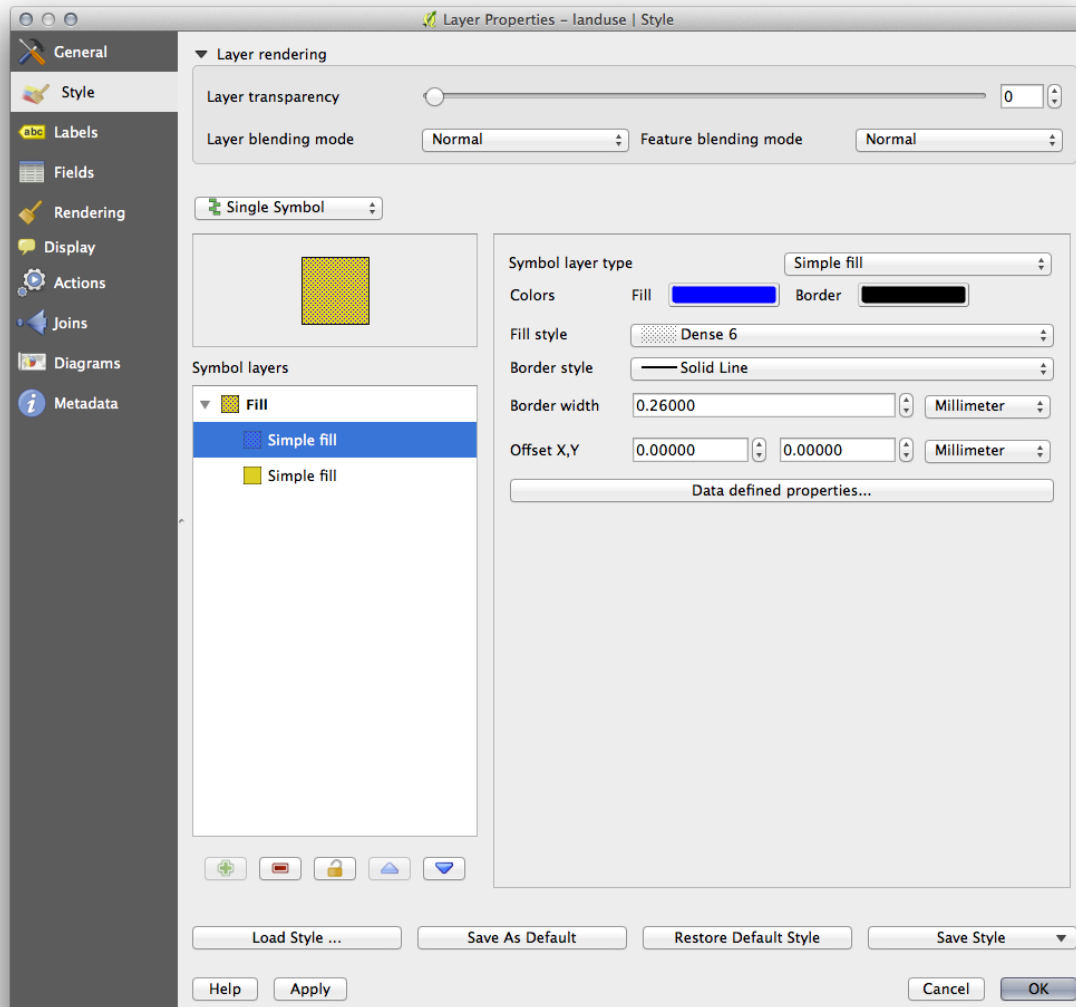 Layer Properties - landuse | Style
General
Style
abc Labels
Fields
Rendering
Display
Actions
Joins
Diagrams
i Metadata
Layer rendering
Layer transparency 0
Layer blending mode Normal Feature blending mode Normal
Single Symbol
Symbol layers
Fill
Simple fill
Simple fill
Symbol layer type Simple fill
Colors Fill Border
Fill style Dense 6
Border style Solid Line
Border width 0.26000 Millimeter
Offset X,Y 0.00000 0.00000 Millimeter
Data defined properties...
Load Style ... Save As Default Restore Default Style Save Style
Help Apply Cancel OK